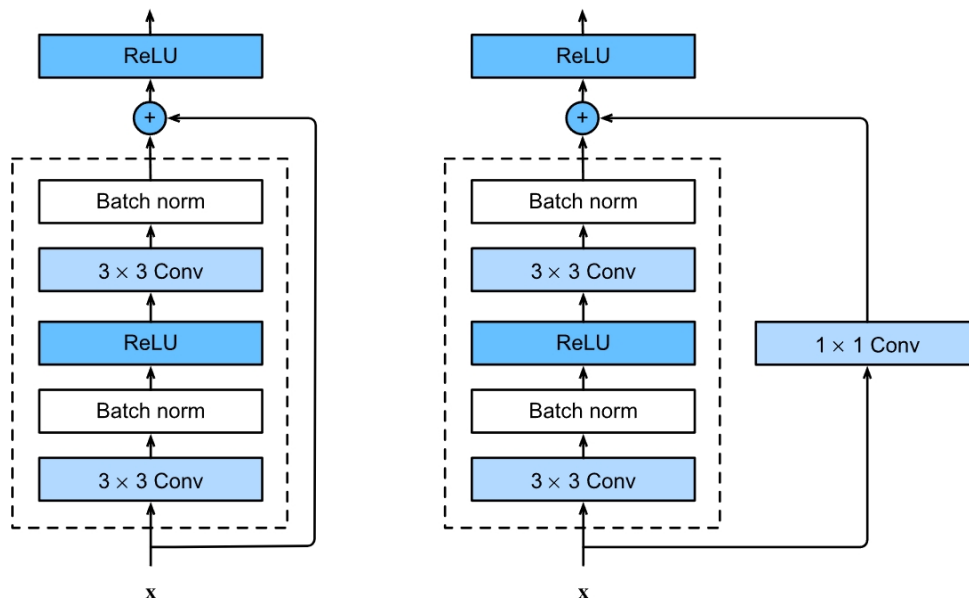 ReLU
+
Batch norm
3 × 3 Conv
ReLU
Batch norm
3 × 3 Conv
x
ReLU
+
Batch norm
3 × 3 Conv
ReLU
Batch norm
3 × 3 Conv
x
1 × 1 Conv